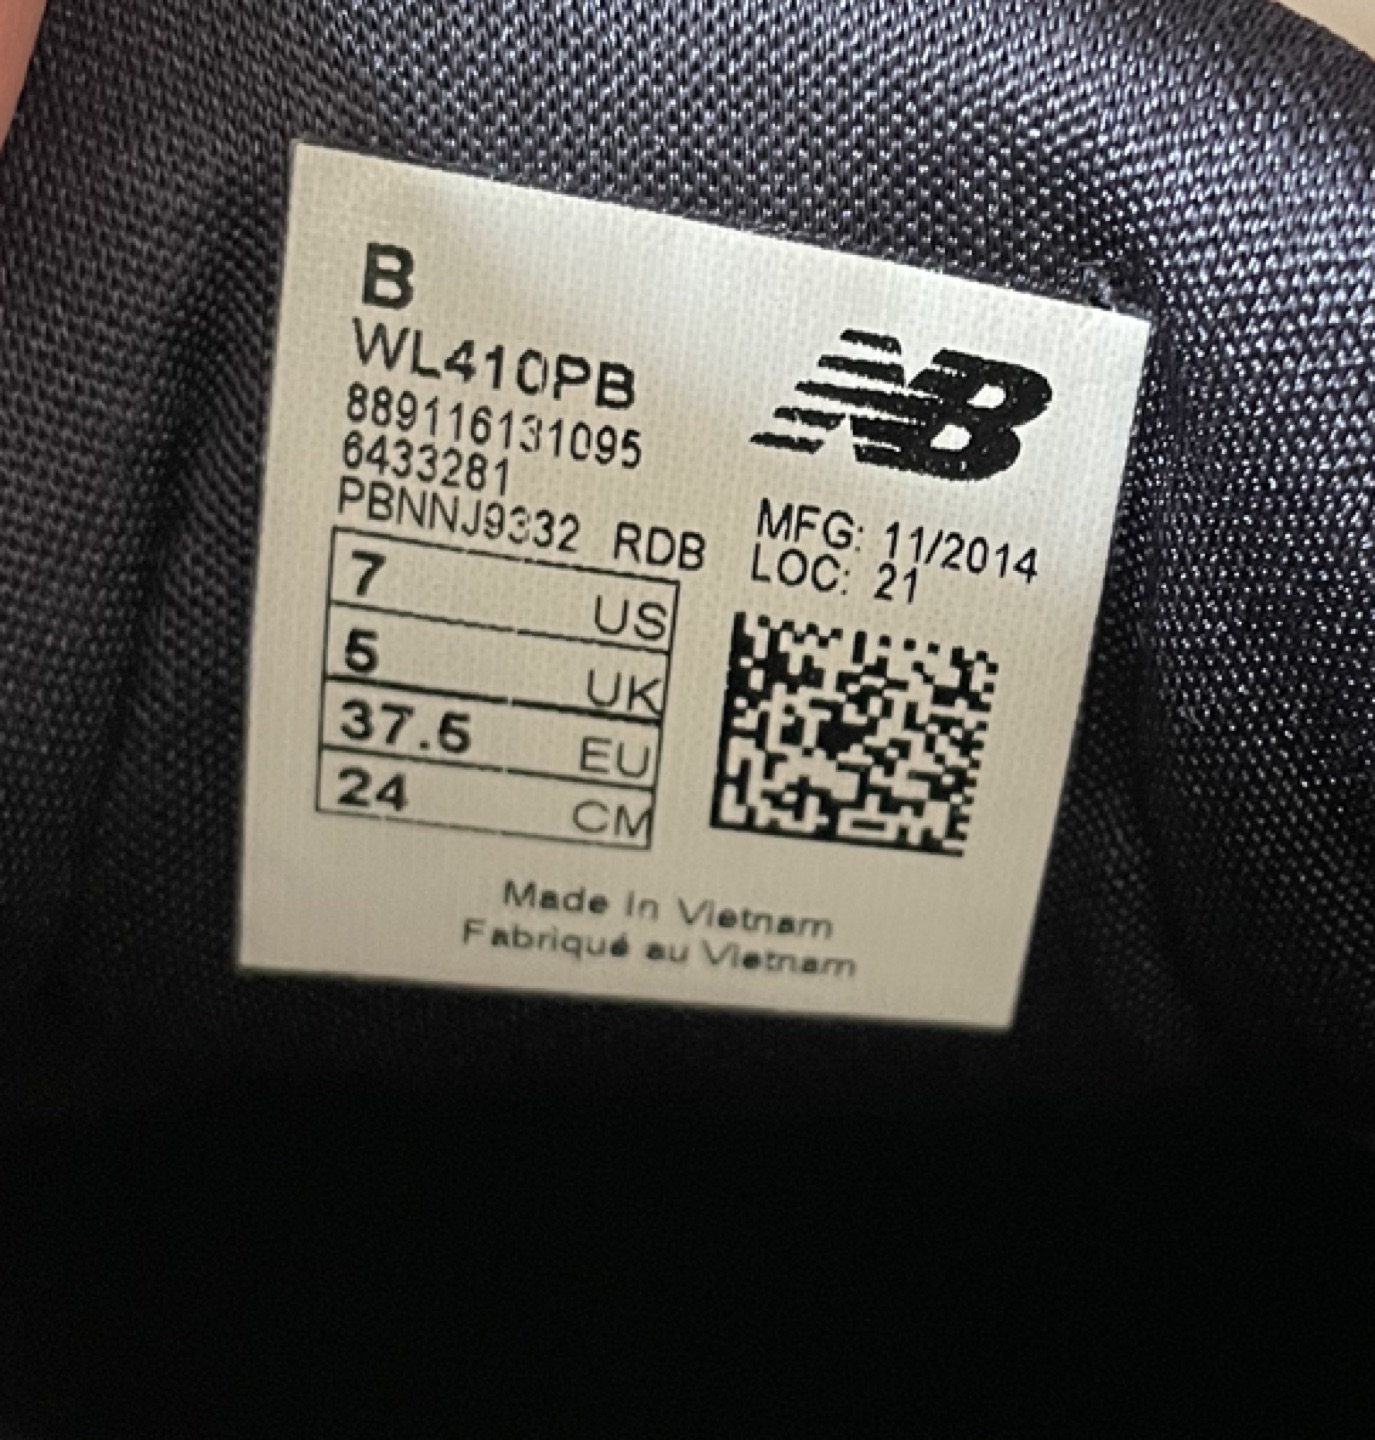 B
WL410PB
889116131095
6433281
PBNNJ9332 RDB
7 US
5 UK
37.5 EU
24 CM
NB
MFG: 11/2014
LOC: 21
Made in Vietnam
Fabriqué au Vietnam